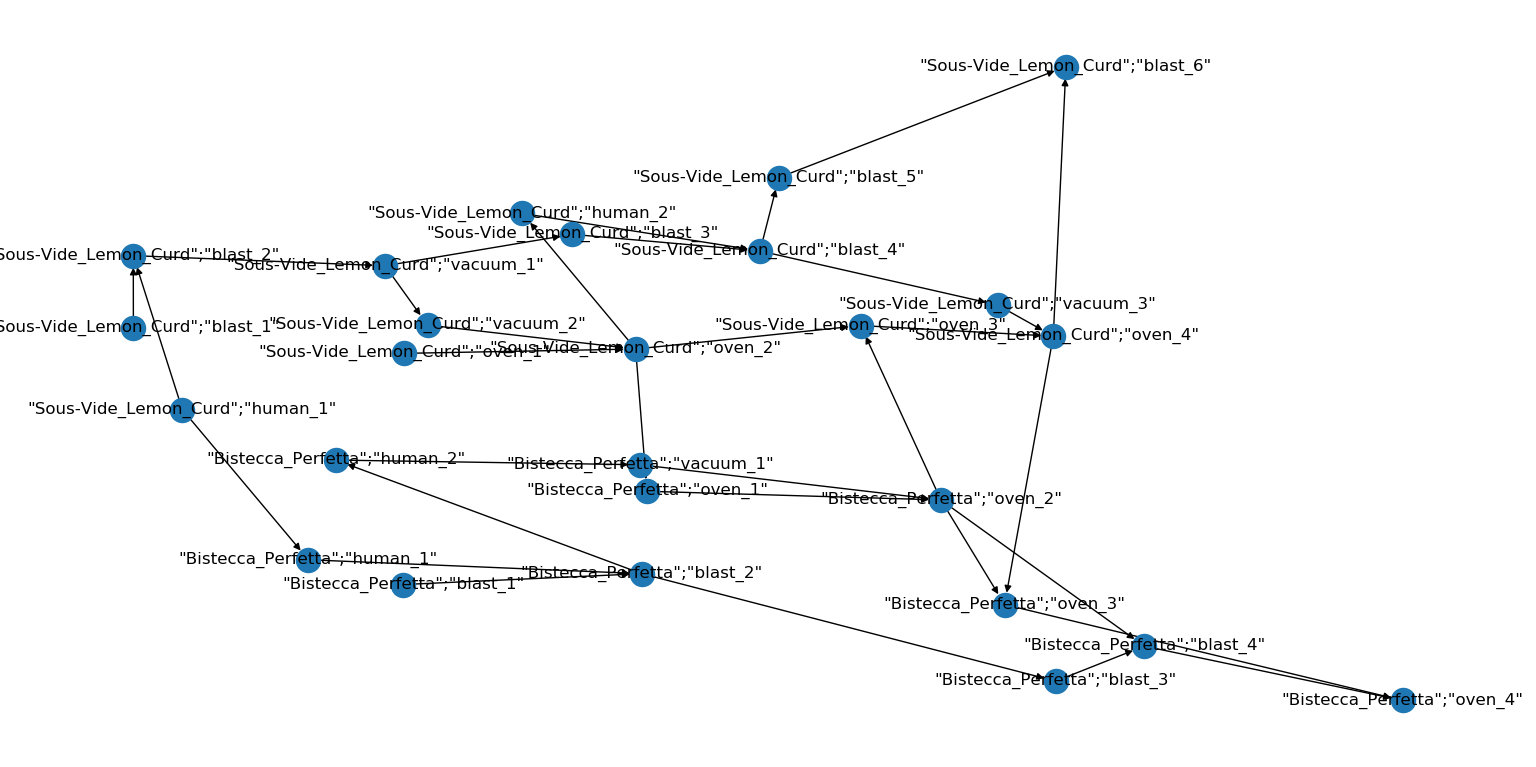 "Sous-Vide_Lemon_Curd";"blast_6"
"Sous-Vide_Lemon_Curd";"blast_5"
"Sous-Vide_Lemon_Curd";"human_2"
"Sous-Vide_Lemon_Curd";"blast_3"
"Sous-Vide_Lemon_Curd";"blast_4"
Sous-Vide_Lemon_Curd";"blast_2"
"Sous-Vide_Lemon_Curd";"vacuum_1"
"Sous-Vide_Lemon_Curd";"vacuum_3"
Sous-Vide_Lemon_Curd";"blast_1"
"Sous-Vide_Lemon_Curd";"vacuum_2"
"Sous-Vide_Lemon_Curd";"oven_3"
"Sous-Vide_Lemon_Curd";"oven_4"
"Sous-Vide_Lemon_Curd";"oven_1"
"Sous-Vide_Lemon_Curd";"oven_2"
"Sous-Vide_Lemon_Curd";"human_1"
"Bistecca_Perfetta";"human_2"
"Bistecca_Perfetta";"vacuum_1"
"Bistecca_Perfetta";"oven_1"
"Bistecca_Perfetta";"oven_2"
"Bistecca_Perfetta";"human_1"
"Bistecca_Perfetta";"blast_2"
"Bistecca_Perfetta";"blast_1"
"Bistecca_Perfetta";"oven_3"
"Bistecca_Perfetta";"blast_4"
"Bistecca_Perfetta";"blast_3"
"Bistecca_Perfetta";"oven_4"